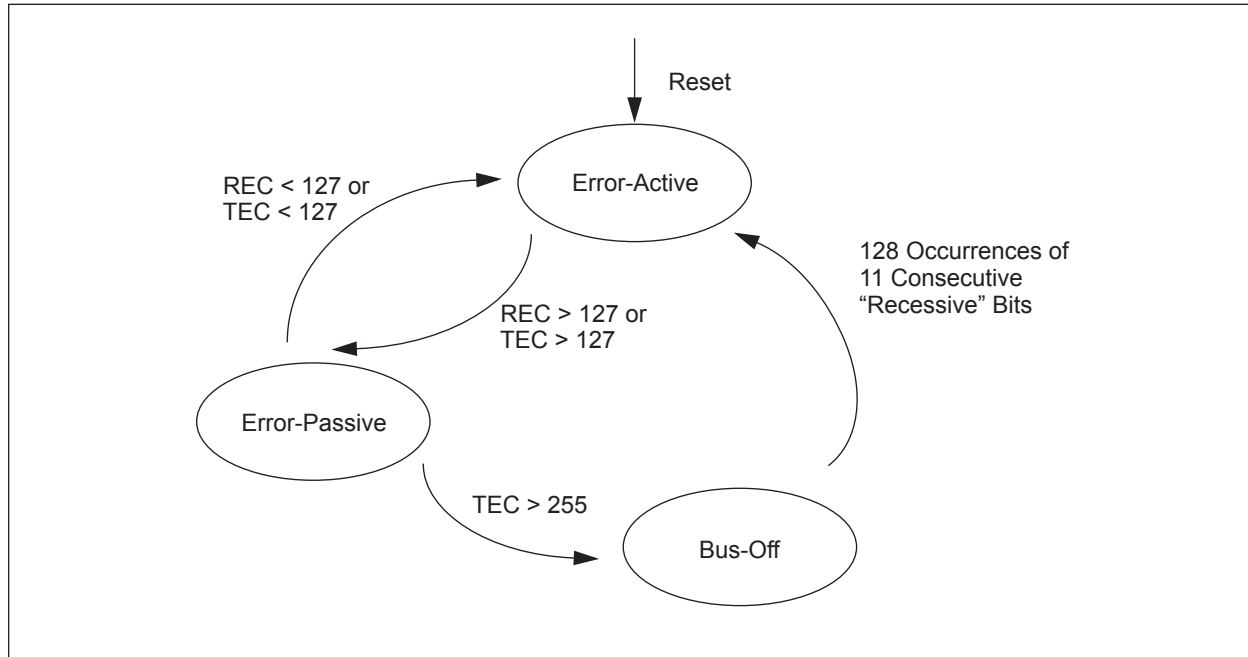 Reset
Error-Active
REC < 127 or
TEC < 127
128 Occurrences of
11 Consecutive
“Recessive” Bits
REC > 127 or
TEC > 127
Error-Passive
TEC > 255
Bus-Off